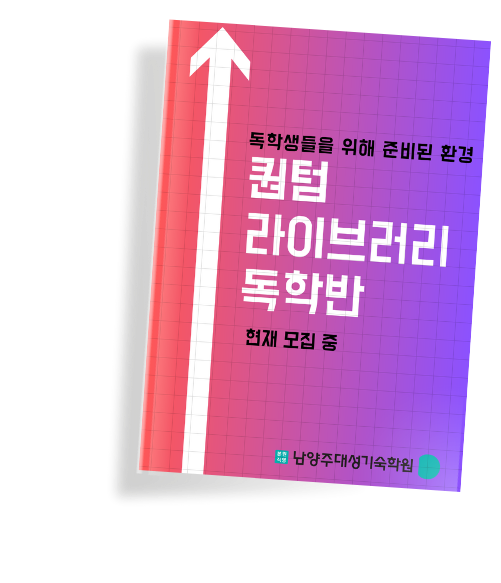 독학생들을 위해 준비된 환경
퀀텀
라이브러리
독학반
현재 모집 중
남양주대성기숙학원